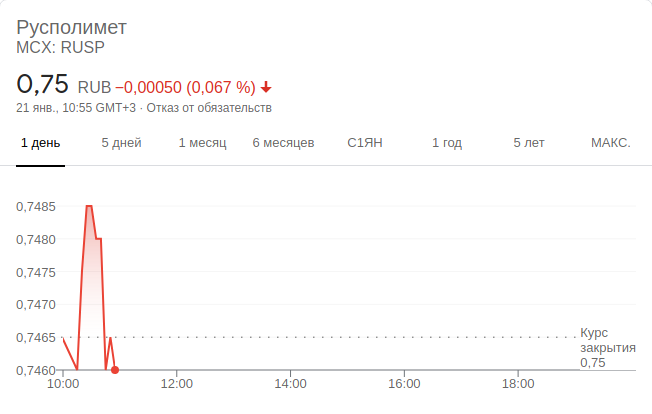 Русполимет
MCX: RUSP
0,75 RUB −0,00050 (0,067 %)
21 янв., 10:55 GMT+3 · Отказ от обязательств
1 день 5 дней 1 месяц 6 месяцев С1ЯН 1 год 5 лет МАКС.
0,7485
0,7480
0,7475
0,7470
0,7465
0,7460
Курс
закрытия
0,75
10:00 12:00 14:00 16:00 18:00